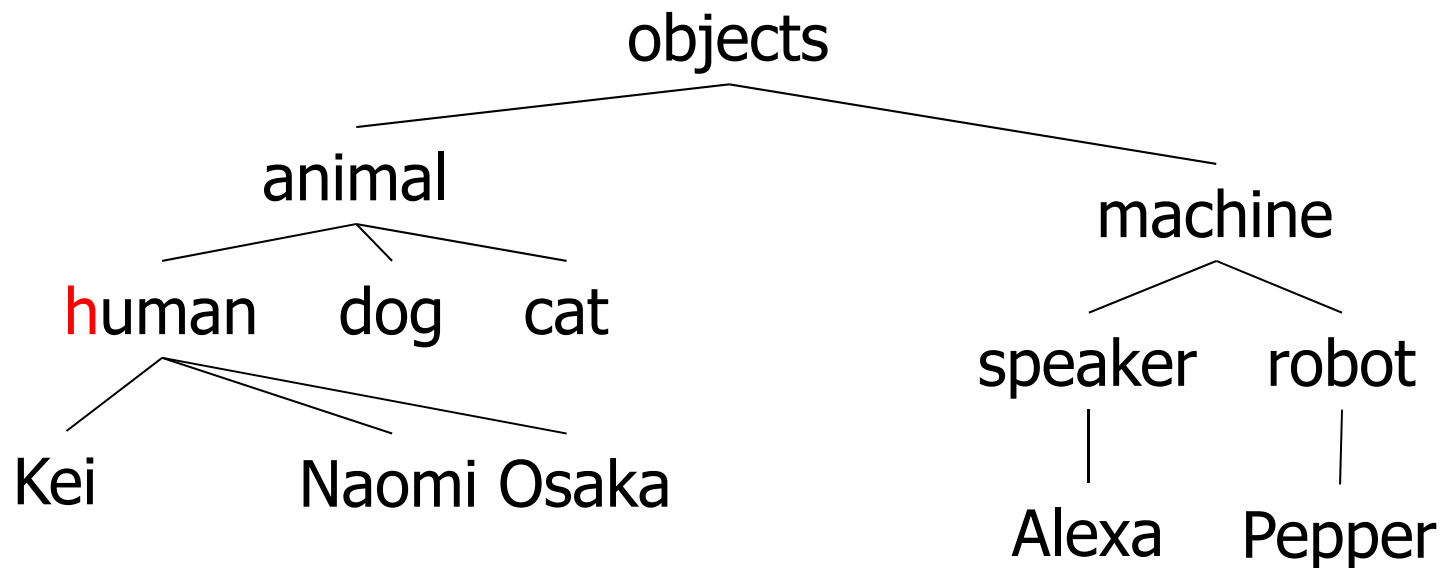 objects
animal
machine
human dog cat
speaker robot
Kei Naomi Osaka
Alexa Pepper